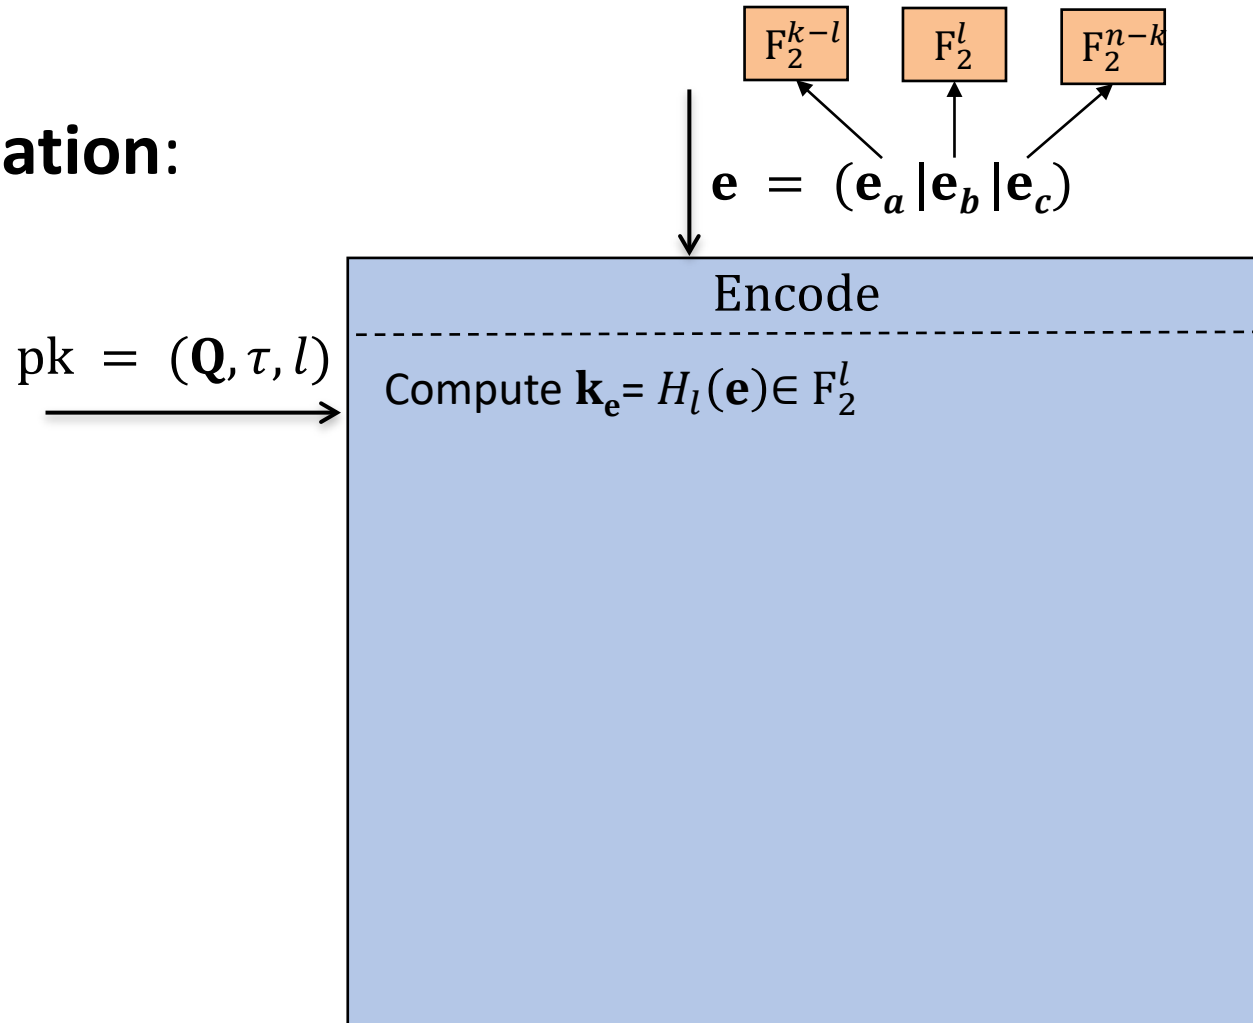 F₂^{k−l} F₂^{l} F₂^{n−k}
ation:
e = (e_a |e_b |e_c)
Encode
pk = (Q, τ, l)
Compute k_e= H_l(e)∈ F₂^{l}